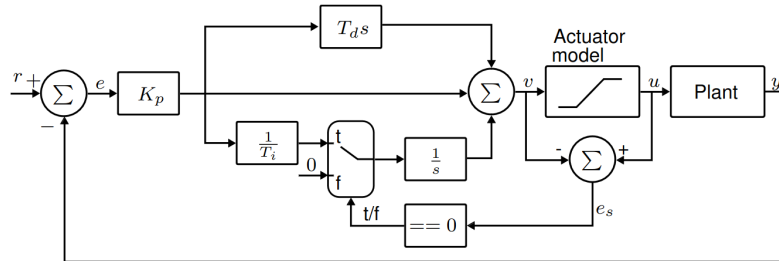 T_d s
Actuator
model
r + e v u y
Σ K_p Σ Plant
−
1/T_i t 1/s - Σ +
0
f
t/f == 0 e_s